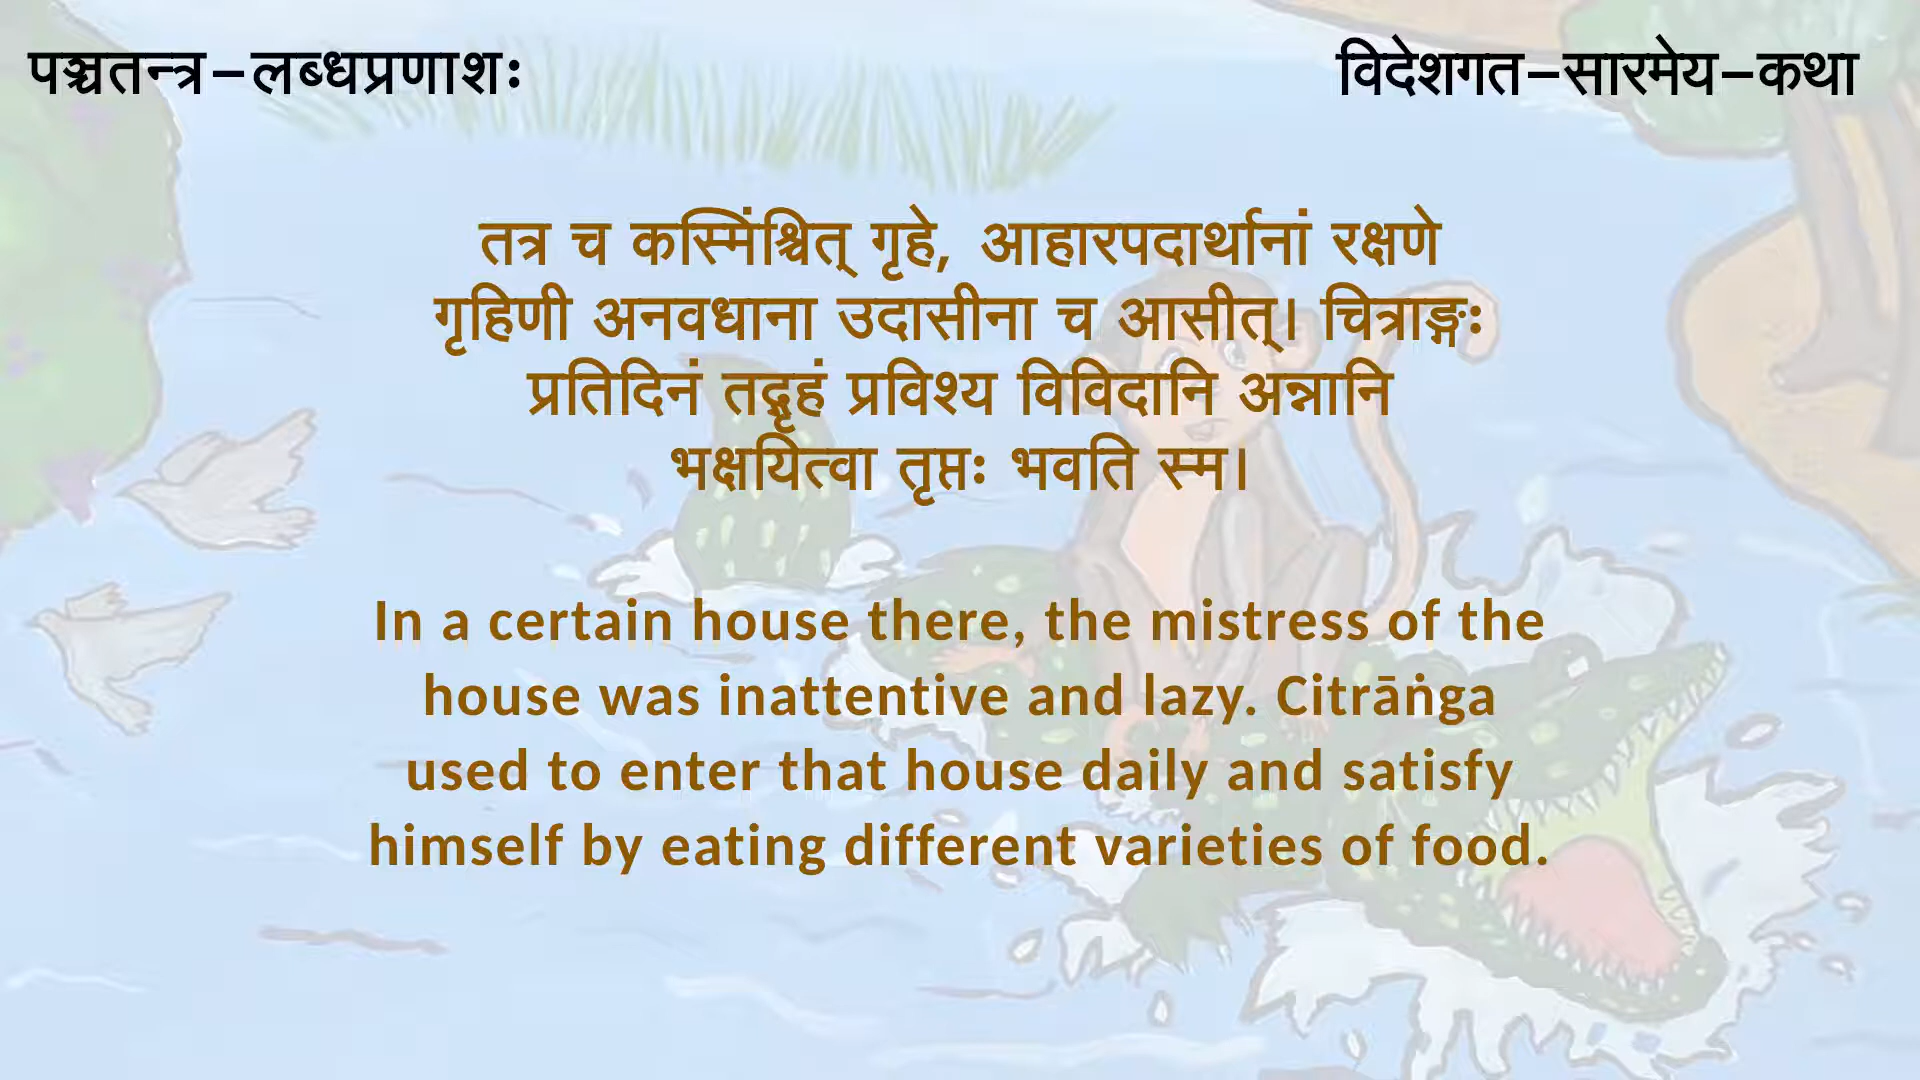 पञ्चतन्त्र–लब्धप्रणाशः
विदेशगत–सारमेय–कथा
तत्र च कस्मिंश्चित् गृहे, आहारपदार्थानां रक्षणे
गृहिणी अनवधाना उदासीना च आसीत्। चित्राङ्गः
प्रतिदिनं तद्गृहं प्रविश्य विविदानि अन्नानि
भक्षयित्वा तृप्तः भवति स्म।
In a certain house there, the mistress of the
house was inattentive and lazy. Citrāṅga
used to enter that house daily and satisfy
himself by eating different varieties of food.